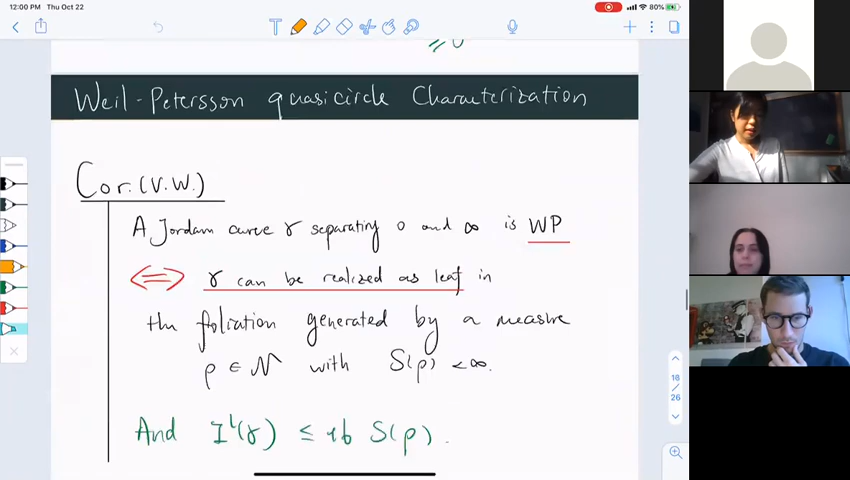 12:00 PM Thu Oct 22
80%
Weil-Petersson quasicircle Characterization
Cor. (V.W.)
A Jordan curve γ separating 0 and ∞ is WP
⟺ γ can be realized as leaf in
the foliation generated by a measure
ρ ∈ N with S(ρ) < ∞.
And I^L(γ) ≤ 16 S(ρ).
18
/
26